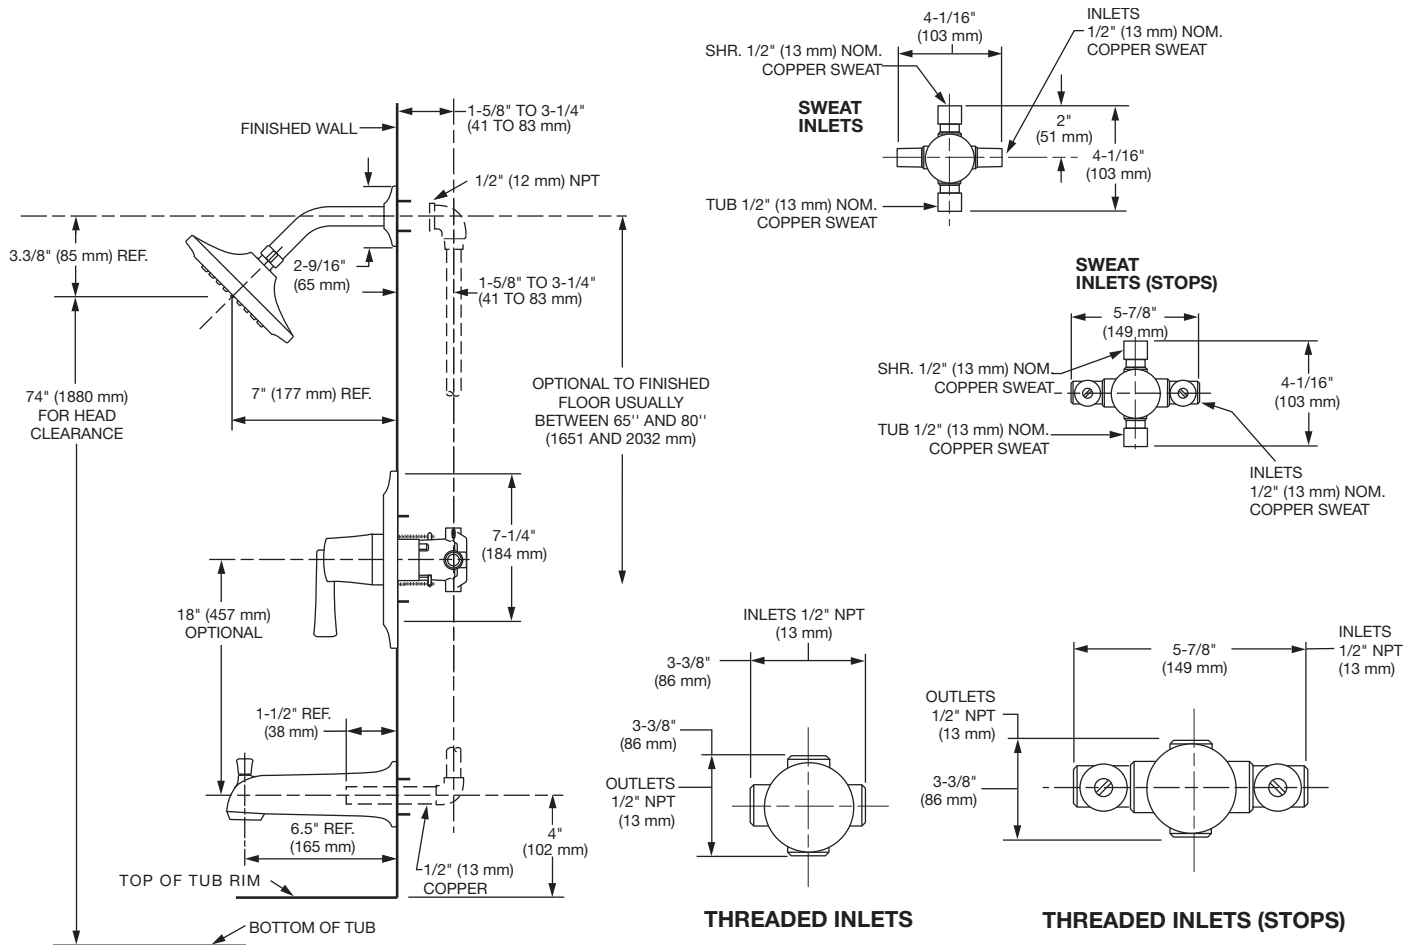 1-5/8" TO 3-1/4"
(41 TO 83 mm)
FINISHED WALL
1/2" (12 mm) NPT
3.3/8" (85 mm) REF.
2-9/16"
(65 mm)
1-5/8" TO 3-1/4"
(41 TO 83 mm)
74" (1880 mm)
FOR HEAD
CLEARANCE
7" (177 mm) REF.
OPTIONAL TO FINISHED
FLOOR USUALLY
BETWEEN 65'' AND 80''
(1651 AND 2032 mm)
7-1/4"
(184 mm)
18" (457 mm)
OPTIONAL
1-1/2" REF.
(38 mm)
6.5" REF.
(165 mm)
4"
(102 mm)
1/2" (13 mm)
COPPER
TOP OF TUB RIM
BOTTOM OF TUB
4-1/16"
(103 mm)
INLETS
1/2" (13 mm) NOM.
COPPER SWEAT
SHR. 1/2" (13 mm) NOM.
COPPER SWEAT
SWEAT
INLETS
2"
(51 mm)
4-1/16"
(103 mm)
TUB 1/2" (13 mm) NOM.
COPPER SWEAT
SWEAT
INLETS (STOPS)
5-7/8"
(149 mm)
SHR. 1/2" (13 mm) NOM.
COPPER SWEAT
4-1/16"
(103 mm)
TUB 1/2" (13 mm) NOM.
COPPER SWEAT
INLETS
1/2" (13 mm) NOM.
COPPER SWEAT
INLETS 1/2" NPT
(13 mm)
3-3/8"
(86 mm)
3-3/8"
(86 mm)
OUTLETS
1/2" NPT
(13 mm)
THREADED INLETS
INLETS
1/2" NPT
(13 mm)
5-7/8"
(149 mm)
OUTLETS
1/2" NPT
(13 mm)
3-3/8"
(86 mm)
THREADED INLETS (STOPS)